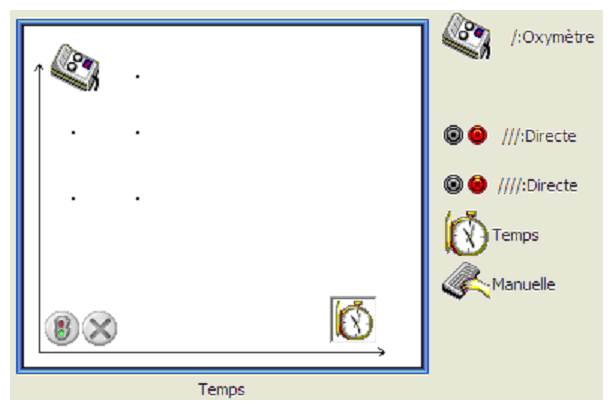 /:Oxymètre
///:Directe
////:Directe
Temps
Manuelle
Temps